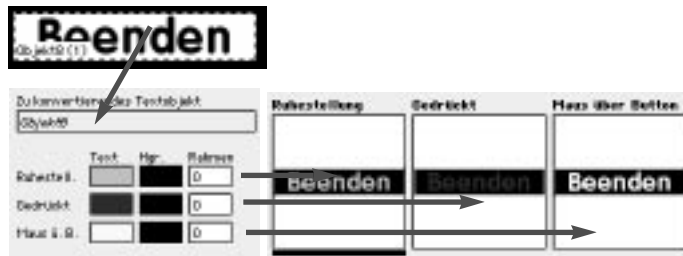 Beenden
Objekt8 (1)
Zu konvertierendes Textobjekt
Objekt8
Text Hgr. Rahmen
Ruhestell. 0
Gedrückt 0
Maus ü.B. 0
Ruhestellung Gedrückt Maus über Button
Beenden Beenden Beenden